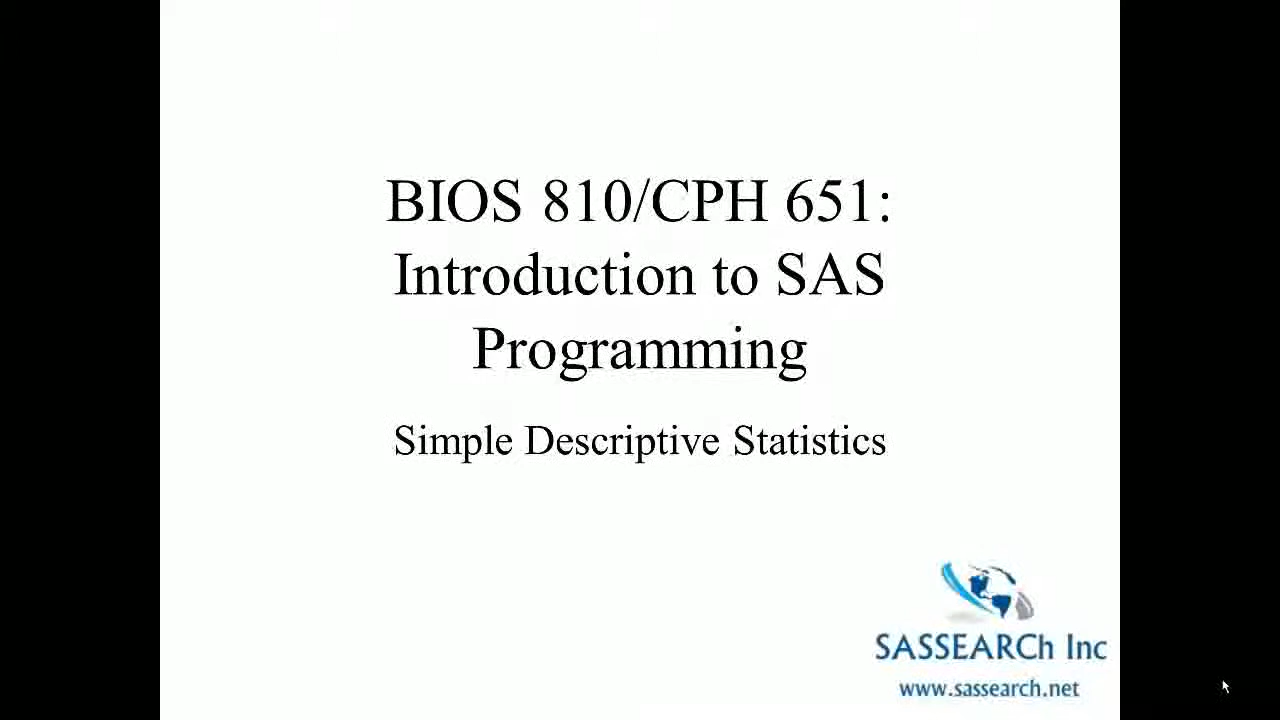 BIOS 810/CPH 651:
Introduction to SAS
Programming
Simple Descriptive Statistics
SASSEARCh Inc
www.sassearch.net